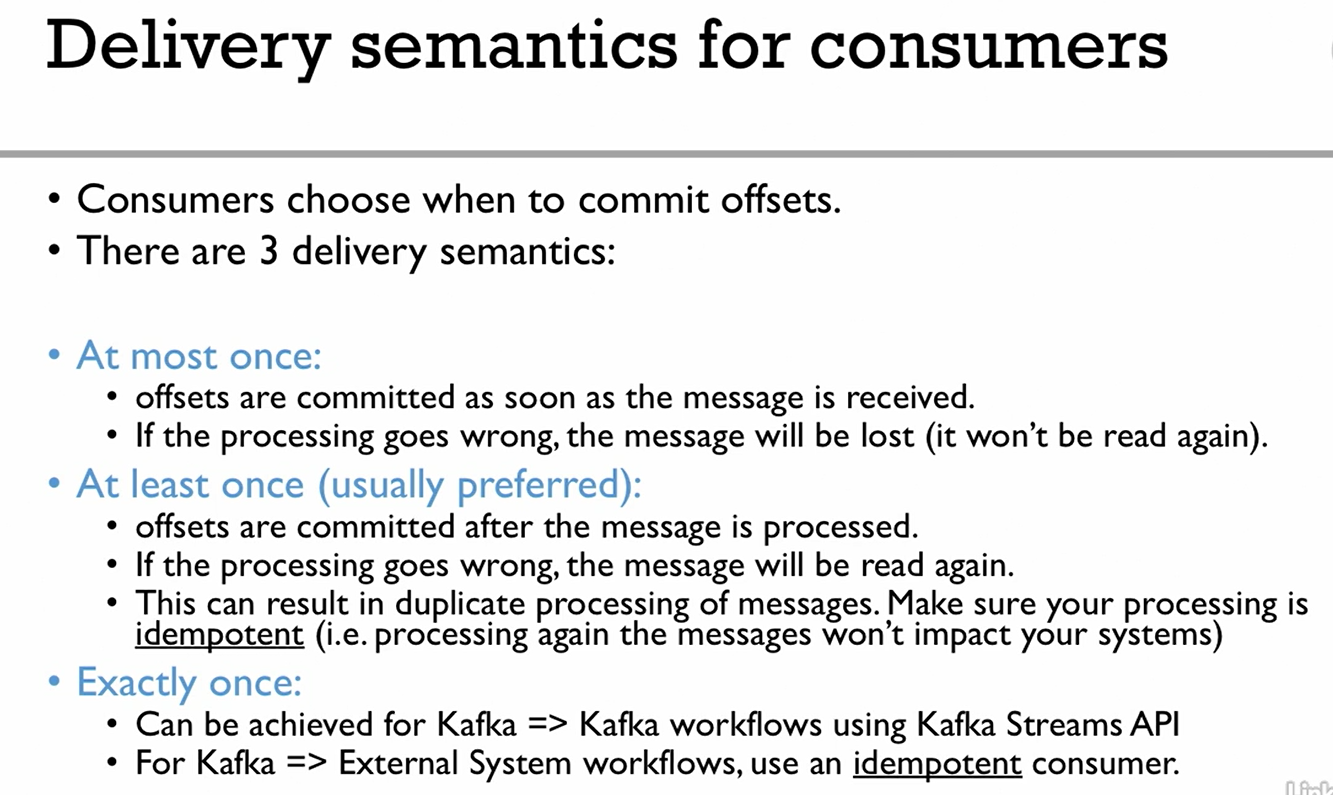 Delivery semantics for consumers
• Consumers choose when to commit offsets.
• There are 3 delivery semantics:
• At most once:
• offsets are committed as soon as the message is received.
• If the processing goes wrong, the message will be lost (it won't be read again).
• At least once (usually preferred):
• offsets are committed after the message is processed.
• If the processing goes wrong, the message will be read again.
• This can result in duplicate processing of messages. Make sure your processing is
idempotent (i.e. processing again the messages won't impact your systems)
• Exactly once:
• Can be achieved for Kafka => Kafka workflows using Kafka Streams API
• For Kafka => External System workflows, use an idempotent consumer.